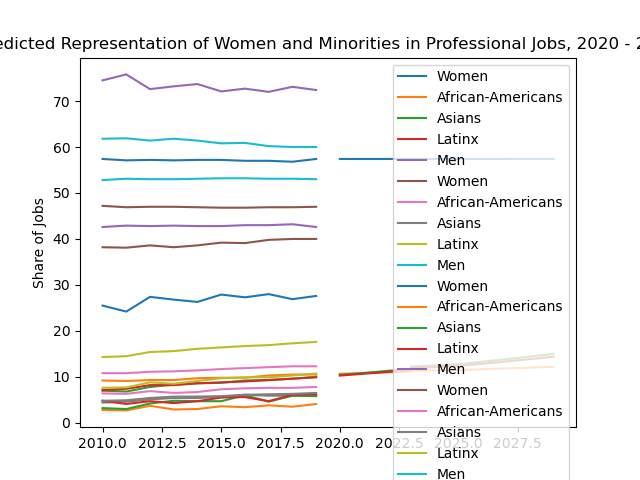 Representation of Women and Minorities in Professional Jobs, 2020 -
Share of Jobs
70
60
50
40
30
20
10
0
2010.0 2012.5 2015.0 2017.5 2020.0 2022.5 2025.0 2027.5
Women
African-Americans
Asians
Latinx
Men
Women
African-Americans
Asians
Latinx
Men
Women
African-Americans
Asians
Latinx
Men
Women
African-Americans
Asians
Latinx
Men